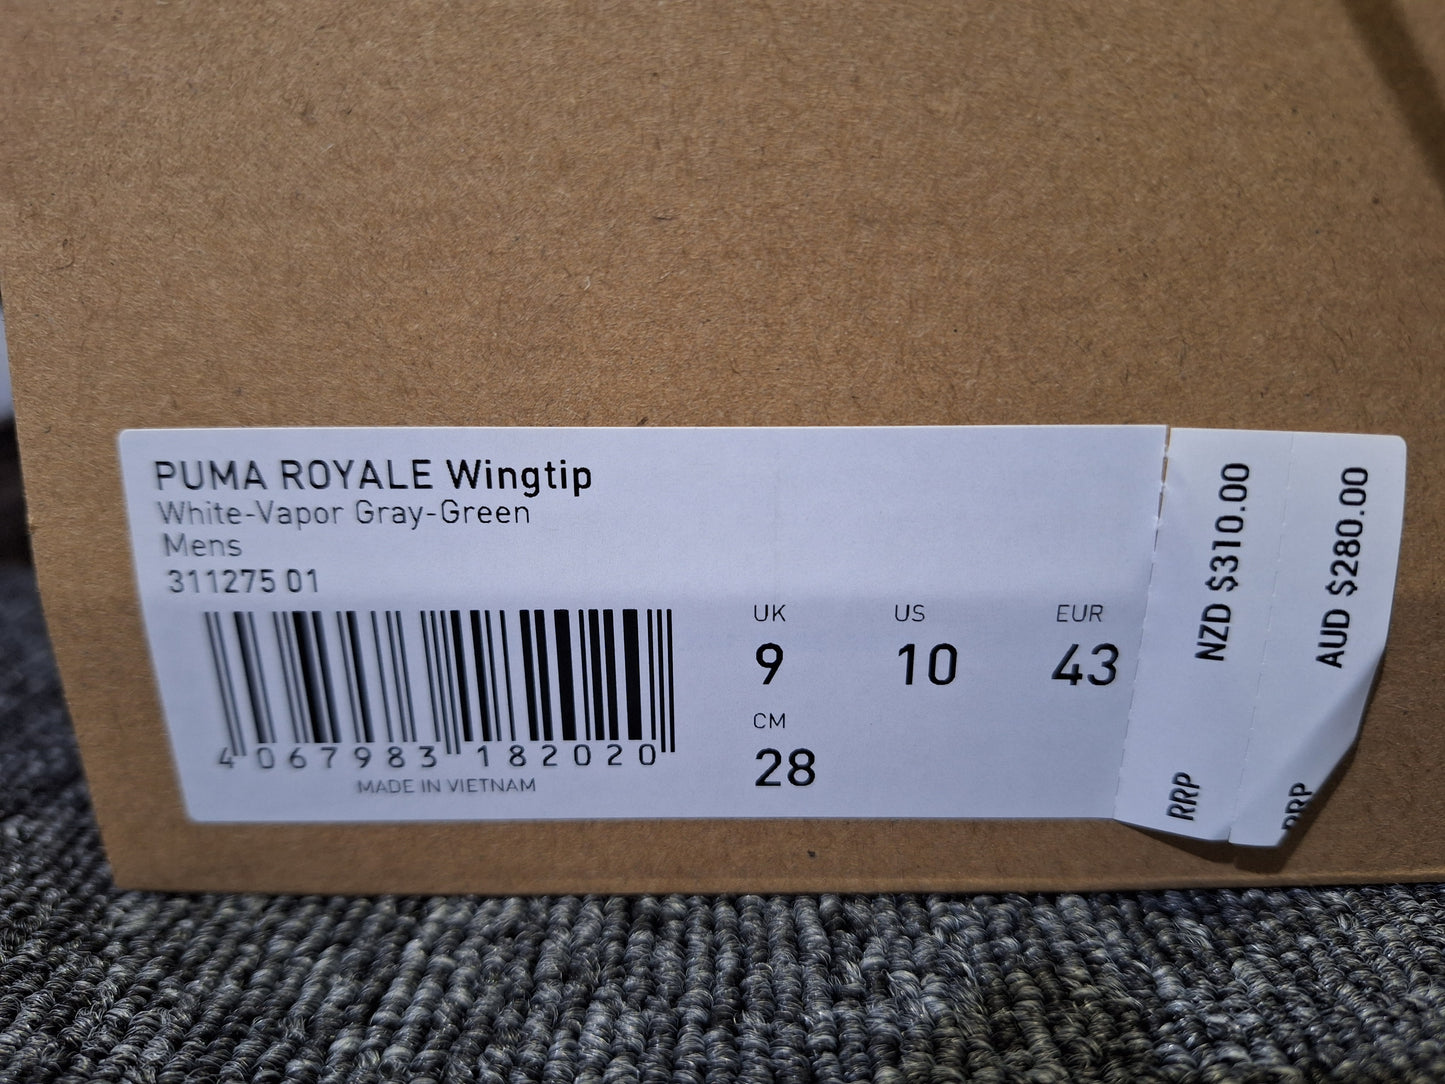 PUMA ROYALE Wingtip
White-Vapor Gray-Green
Mens
311275 01
4 067983 182020
MADE IN VIETNAM
UK US EUR
9 10 43
CM
28
RRP NZD $310.00
RRP AUD $280.00